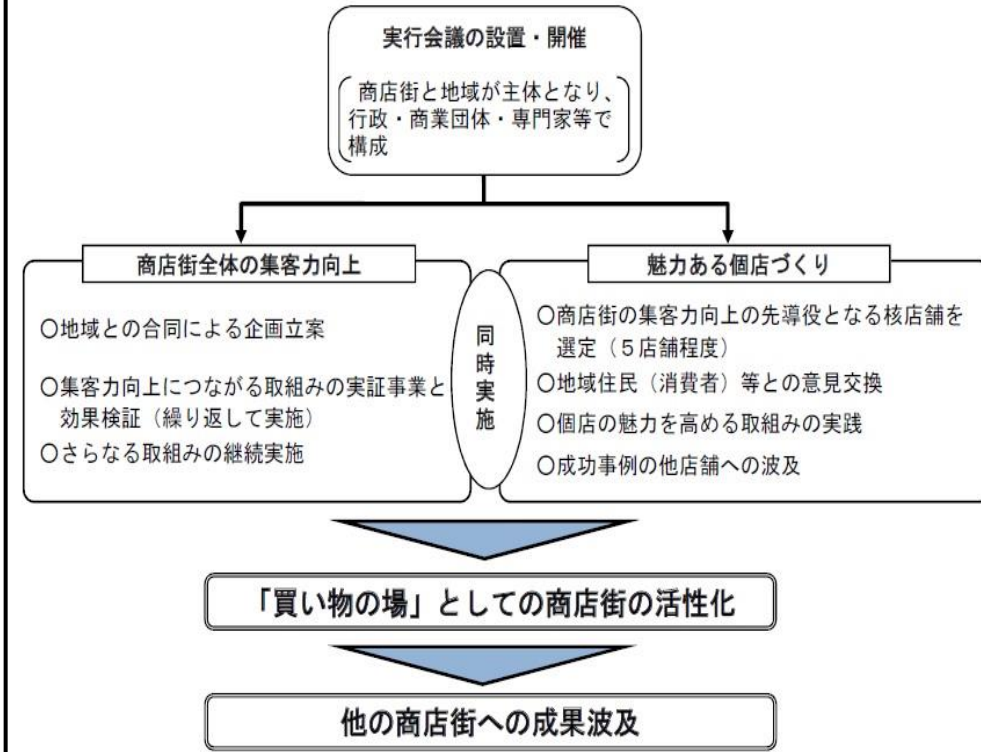 実行会議の設置・開催
商店街と地域が主体となり、
行政・商業団体・専門家等で
構成
商店街全体の集客力向上
○地域との合同による企画立案
○集客力向上につながる取組みの実証事業と
効果検証（繰り返して実施）
○さらなる取組みの継続実施
同時実施
魅力ある個店づくり
○商店街の集客力向上の先導役となる核店舗を
選定（５店舗程度）
○地域住民（消費者）等との意見交換
○個店の魅力を高める取組みの実践
○成功事例の他店舗への波及
「買い物の場」としての商店街の活性化
他の商店街への成果波及